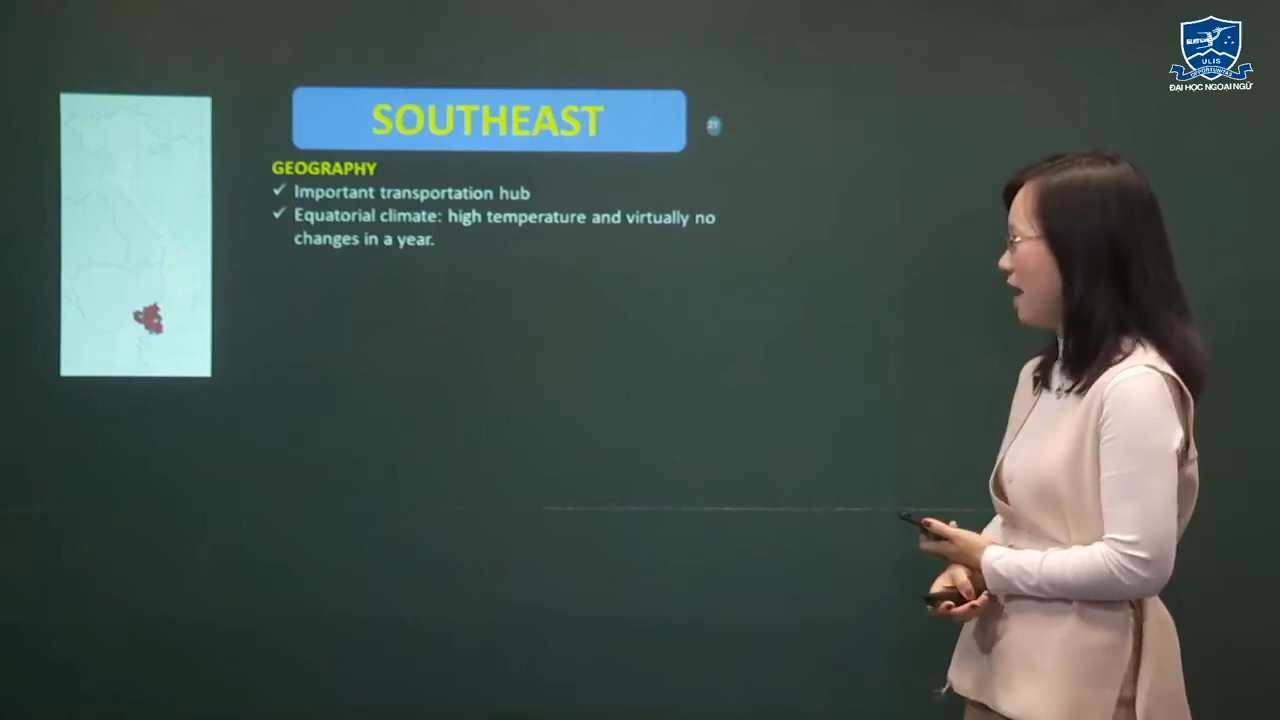 SOUTHEAST
21
GEOGRAPHY
✓ Important transportation hub
✓ Equatorial climate: high temperature and virtually no
changes in a year.
ULIS
ĐẠI HỌC NGOẠI NGỮ